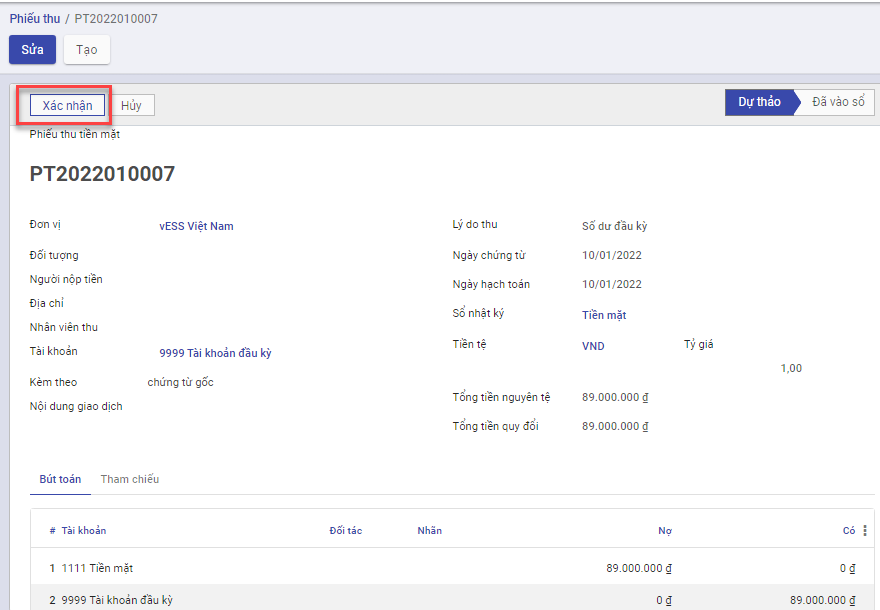 Phiếu thu / PT2022010007
Sửa Tạo
Xác nhận Hủy Dự thảo Đã vào sổ
Phiếu thu tiền mặt
PT2022010007
Đơn vị vESS Việt Nam Lý do thu Số dư đầu kỳ
Đối tượng Ngày chứng từ 10/01/2022
Người nộp tiền Ngày hạch toán 10/01/2022
Địa chỉ Sổ nhật ký Tiền mặt
Nhân viên thu
Tài khoản 9999 Tài khoản đầu kỳ Tiền tệ VND Tỷ giá
1,00
Kèm theo chứng từ gốc
Nội dung giao dịch Tổng tiền nguyên tệ 89.000.000 ₫
Tổng tiền quy đổi 89.000.000 ₫
Bút toán Tham chiếu
# Tài khoản Đối tác Nhãn Nợ Có
1 1111 Tiền mặt 89.000.000 ₫ 0 ₫
2 9999 Tài khoản đầu kỳ 0 ₫ 89.000.000 ₫